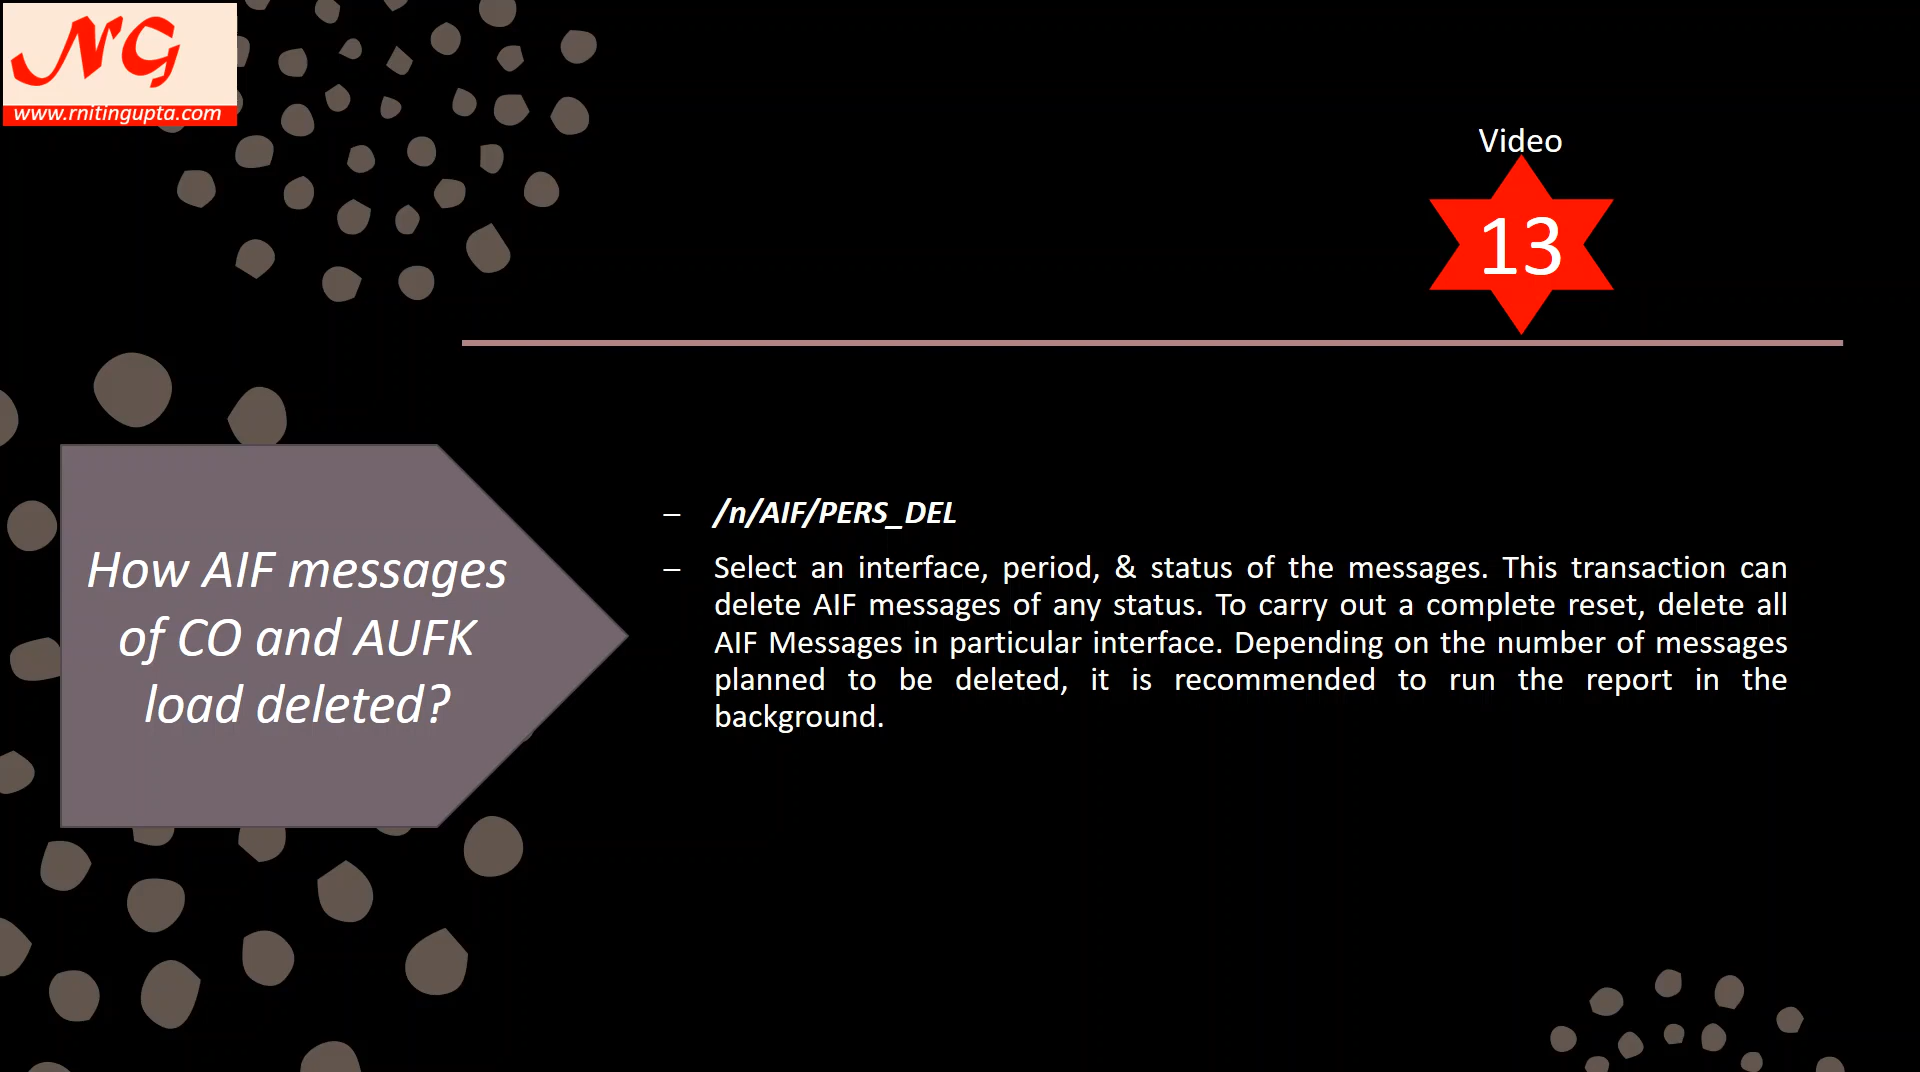 NG
www.rnitingupta.com
Video
13
How AIF messages
of CO and AUFK
load deleted?
– /n/AIF/PERS_DEL
– Select an interface, period, & status of the messages. This transaction can
delete AIF messages of any status. To carry out a complete reset, delete all
AIF Messages in particular interface. Depending on the number of messages
planned to be deleted, it is recommended to run the report in the
background.